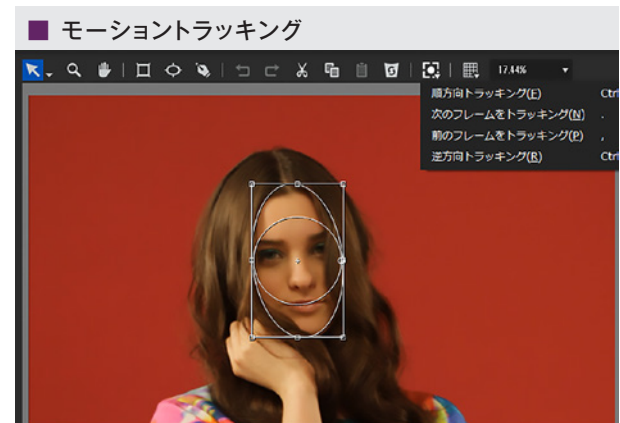 ■ モーショントラッキング
17.44%
順方向トラッキング(F) Ctrl
次のフレームをトラッキング(N) .
前のフレームをトラッキング(P) ,
逆方向トラッキング(R) Ctrl